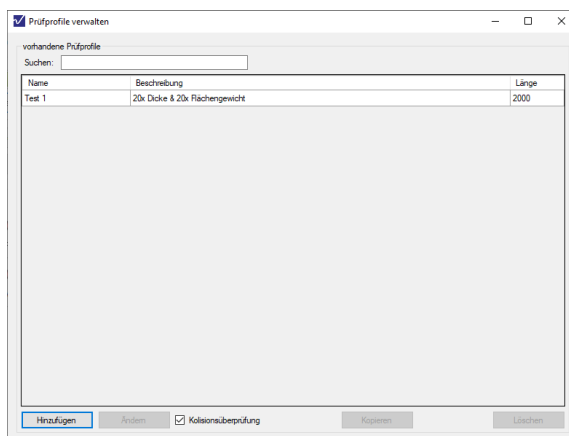 Prüfprofile verwalten
vorhandene Prüfprofile
Suchen:
Name Beschreibung Länge
Test 1 20x Dicke & 20x Flächengewicht 2000
Hinzufügen Ändern Kolisionsüberprüfung Kopieren Löschen